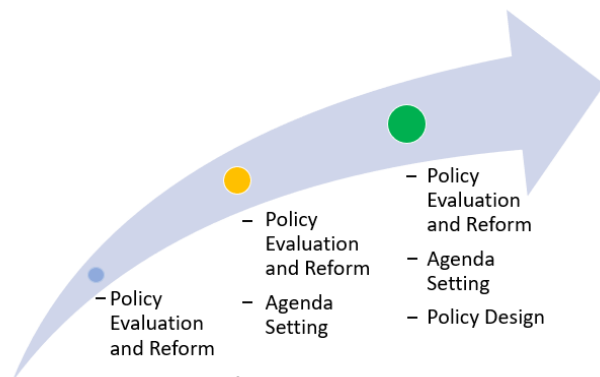 – Policy
Evaluation
and Reform
– Policy
Evaluation
and Reform
– Agenda
Setting
– Policy
Evaluation
and Reform
– Agenda
Setting
– Policy Design